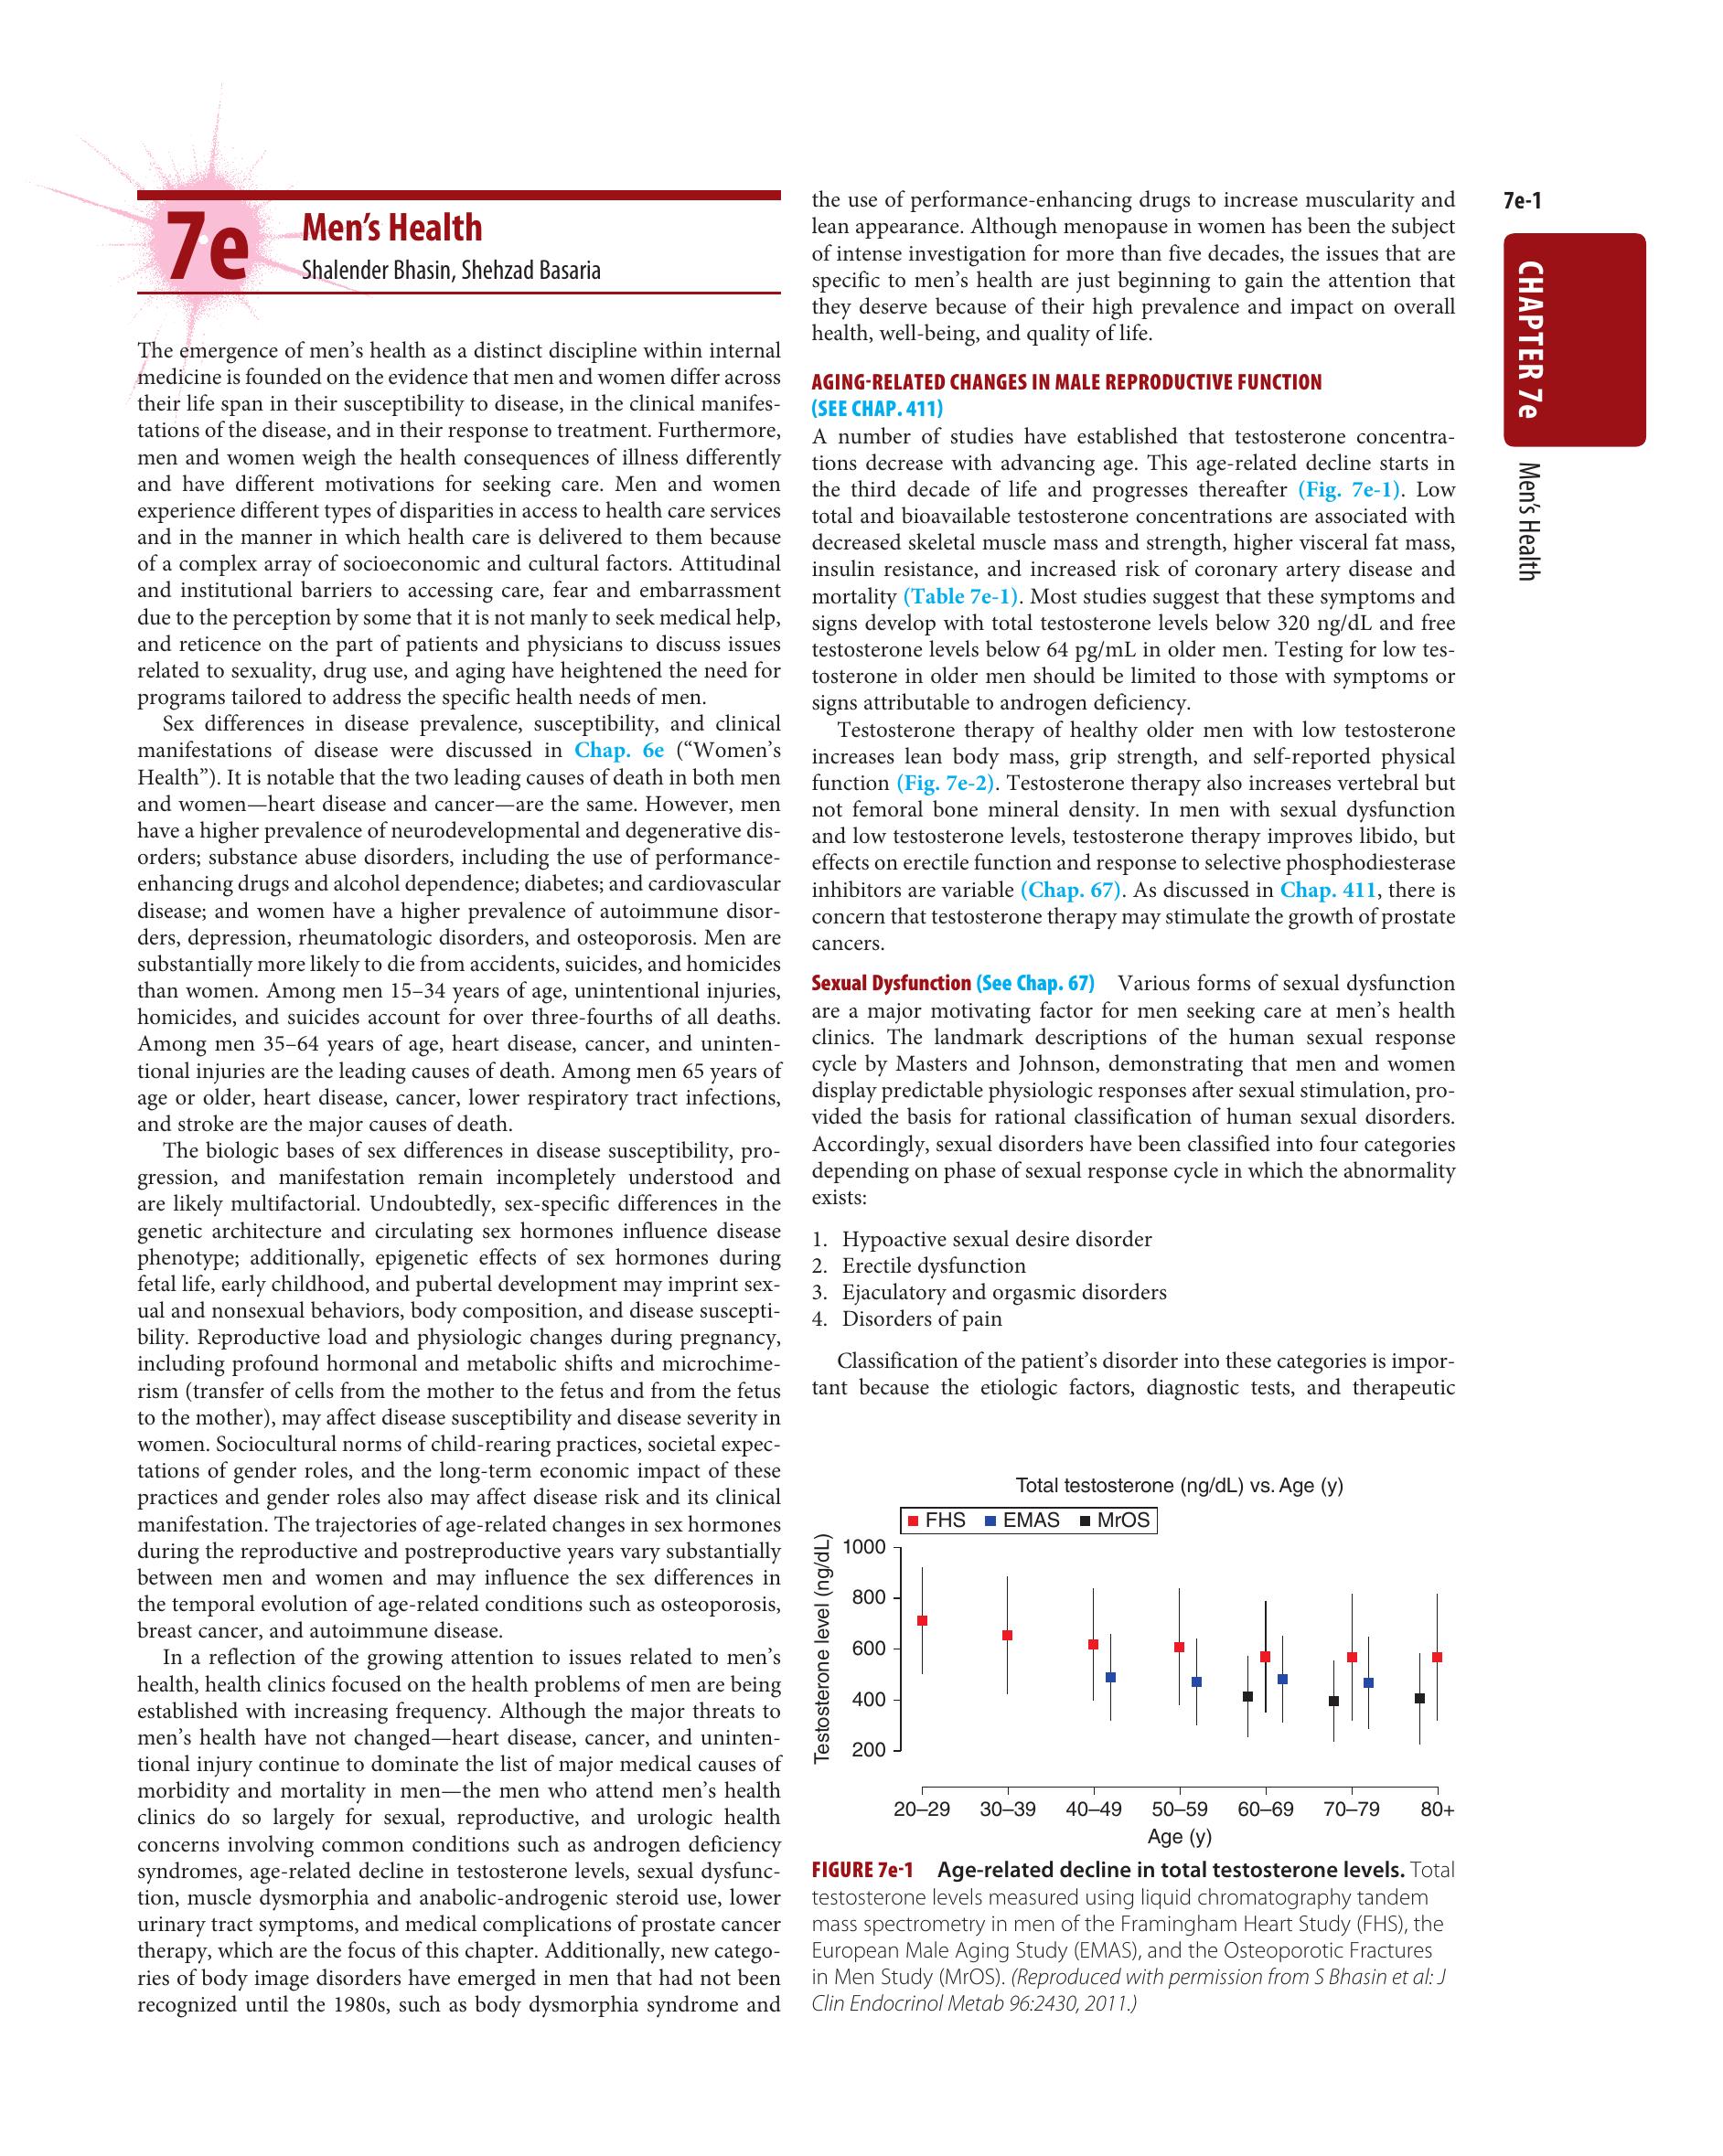 7e
Men’s Health
Shalender Bhasin, Shehzad Basaria
The emergence of men’s health as a distinct discipline within internal
medicine is founded on the evidence that men and women differ across
their life span in their susceptibility to disease, in the clinical manifes-
tations of the disease, and in their response to treatment. Furthermore,
men and women weigh the health consequences of illness differently
and have different motivations for seeking care. Men and women
experience different types of disparities in access to health care services
and in the manner in which health care is delivered to them because
of a complex array of socioeconomic and cultural factors. Attitudinal
and institutional barriers to accessing care, fear and embarrassment
due to the perception by some that it is not manly to seek medical help,
and reticence on the part of patients and physicians to discuss issues
related to sexuality, drug use, and aging have heightened the need for
programs tailored to address the specific health needs of men.
Sex differences in disease prevalence, susceptibility, and clinical
manifestations of disease were discussed in Chap. 6e (“Women’s
Health”). It is notable that the two leading causes of death in both men
and women—heart disease and cancer—are the same. However, men
have a higher prevalence of neurodevelopmental and degenerative dis-
orders; substance abuse disorders, including the use of performance-
enhancing drugs and alcohol dependence; diabetes; and cardiovascular
disease; and women have a higher prevalence of autoimmune disor-
ders, depression, rheumatologic disorders, and osteoporosis. Men are
substantially more likely to die from accidents, suicides, and homicides
than women. Among men 15–34 years of age, unintentional injuries,
homicides, and suicides account for over three-fourths of all deaths.
Among men 35–64 years of age, heart disease, cancer, and uninten-
tional injuries are the leading causes of death. Among men 65 years of
age or older, heart disease, cancer, lower respiratory tract infections,
and stroke are the major causes of death.
The biologic bases of sex differences in disease susceptibility, pro-
gression, and manifestation remain incompletely understood and
are likely multifactorial. Undoubtedly, sex-specific differences in the
genetic architecture and circulating sex hormones influence disease
phenotype; additionally, epigenetic effects of sex hormones during
fetal life, early childhood, and pubertal development may imprint sex-
ual and nonsexual behaviors, body composition, and disease suscepti-
bility. Reproductive load and physiologic changes during pregnancy,
including profound hormonal and metabolic shifts and microchime-
rism (transfer of cells from the mother to the fetus and from the fetus
to the mother), may affect disease susceptibility and disease severity in
women. Sociocultural norms of child-rearing practices, societal expec-
tations of gender roles, and the long-term economic impact of these
practices and gender roles also may affect disease risk and its clinical
manifestation. The trajectories of age-related changes in sex hormones
during the reproductive and postreproductive years vary substantially
between men and women and may influence the sex differences in
the temporal evolution of age-related conditions such as osteoporosis,
breast cancer, and autoimmune disease.
In a reflection of the growing attention to issues related to men’s
health, health clinics focused on the health problems of men are being
established with increasing frequency. Although the major threats to
men’s health have not changed—heart disease, cancer, and uninten-
tional injury continue to dominate the list of major medical causes of
morbidity and mortality in men—the men who attend men’s health
clinics do so largely for sexual, reproductive, and urologic health
concerns involving common conditions such as androgen deficiency
syndromes, age-related decline in testosterone levels, sexual dysfunc-
tion, muscle dysmorphia and anabolic-androgenic steroid use, lower
urinary tract symptoms, and medical complications of prostate cancer
therapy, which are the focus of this chapter. Additionally, new catego-
ries of body image disorders have emerged in men that had not been
recognized until the 1980s, such as body dysmorphia syndrome and
the use of performance-enhancing drugs to increase muscularity and
lean appearance. Although menopause in women has been the subject
of intense investigation for more than five decades, the issues that are
specific to men’s health are just beginning to gain the attention that
they deserve because of their high prevalence and impact on overall
health, well-being, and quality of life.
AGING-RELATED CHANGES IN MALE REPRODUCTIVE FUNCTION
(SEE CHAP. 411)
A number of studies have established that testosterone concentra-
tions decrease with advancing age. This age-related decline starts in
the third decade of life and progresses thereafter (Fig. 7e-1). Low
total and bioavailable testosterone concentrations are associated with
decreased skeletal muscle mass and strength, higher visceral fat mass,
insulin resistance, and increased risk of coronary artery disease and
mortality (Table 7e-1). Most studies suggest that these symptoms and
signs develop with total testosterone levels below 320 ng/dL and free
testosterone levels below 64 pg/mL in older men. Testing for low tes-
tosterone in older men should be limited to those with symptoms or
signs attributable to androgen deficiency.
Testosterone therapy of healthy older men with low testosterone
increases lean body mass, grip strength, and self-reported physical
function (Fig. 7e-2). Testosterone therapy also increases vertebral but
not femoral bone mineral density. In men with sexual dysfunction
and low testosterone levels, testosterone therapy improves libido, but
effects on erectile function and response to selective phosphodiesterase
inhibitors are variable (Chap. 67). As discussed in Chap. 411, there is
concern that testosterone therapy may stimulate the growth of prostate
cancers.
Sexual Dysfunction (See Chap. 67) Various forms of sexual dysfunction
are a major motivating factor for men seeking care at men’s health
clinics. The landmark descriptions of the human sexual response
cycle by Masters and Johnson, demonstrating that men and women
display predictable physiologic responses after sexual stimulation, pro-
vided the basis for rational classification of human sexual disorders.
Accordingly, sexual disorders have been classified into four categories
depending on phase of sexual response cycle in which the abnormality
exists:
1. Hypoactive sexual desire disorder
2. Erectile dysfunction
3. Ejaculatory and orgasmic disorders
4. Disorders of pain
Classification of the patient’s disorder into these categories is impor-
tant because the etiologic factors, diagnostic tests, and therapeutic
Total testosterone (ng/dL) vs. Age (y)
FHS EMAS MrOS
Testosterone level (ng/dL)
1000
800
600
400
200
20–29 30–39 40–49 50–59 60–69 70–79 80+
Age (y)
FIGURE 7e-1 Age-related decline in total testosterone levels. Total
testosterone levels measured using liquid chromatography tandem
mass spectrometry in men of the Framingham Heart Study (FHS), the
European Male Aging Study (EMAS), and the Osteoporotic Fractures
in Men Study (MrOS). (Reproduced with permission from S Bhasin et al: J
Clin Endocrinol Metab 96:2430, 2011.)
7e-1
CHAPTER 7e
Men’s Health